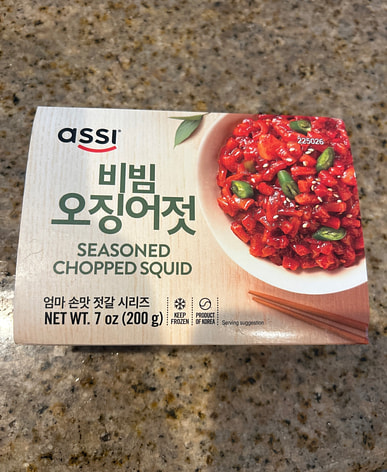 assi
225026
비빔
오징어젓
SEASONED
CHOPPED SQUID
엄마 손맛 젓갈 시리즈
NET WT. 7 oz (200 g)
KEEP
FROZEN
PRODUCT
OF KOREA
Serving suggestion